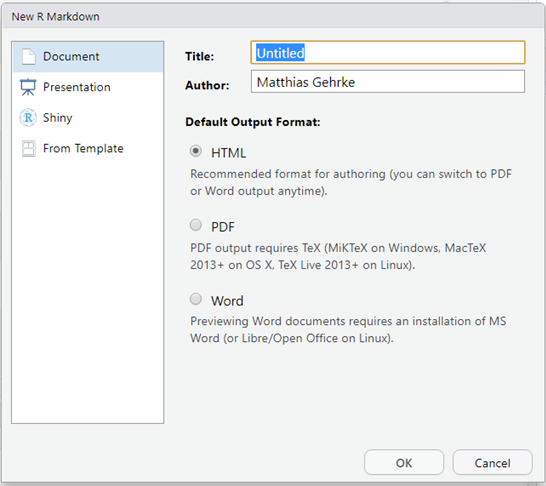 New R Markdown
Document
Presentation
Shiny
From Template
Title: Untitled
Author: Matthias Gehrke
Default Output Format:
HTML
Recommended format for authoring (you can switch to PDF
or Word output anytime).
PDF
PDF output requires TeX (MiKTeX on Windows, MacTeX
2013+ on OS X, TeX Live 2013+ on Linux).
Word
Previewing Word documents requires an installation of MS
Word (or Libre/Open Office on Linux).
OK Cancel